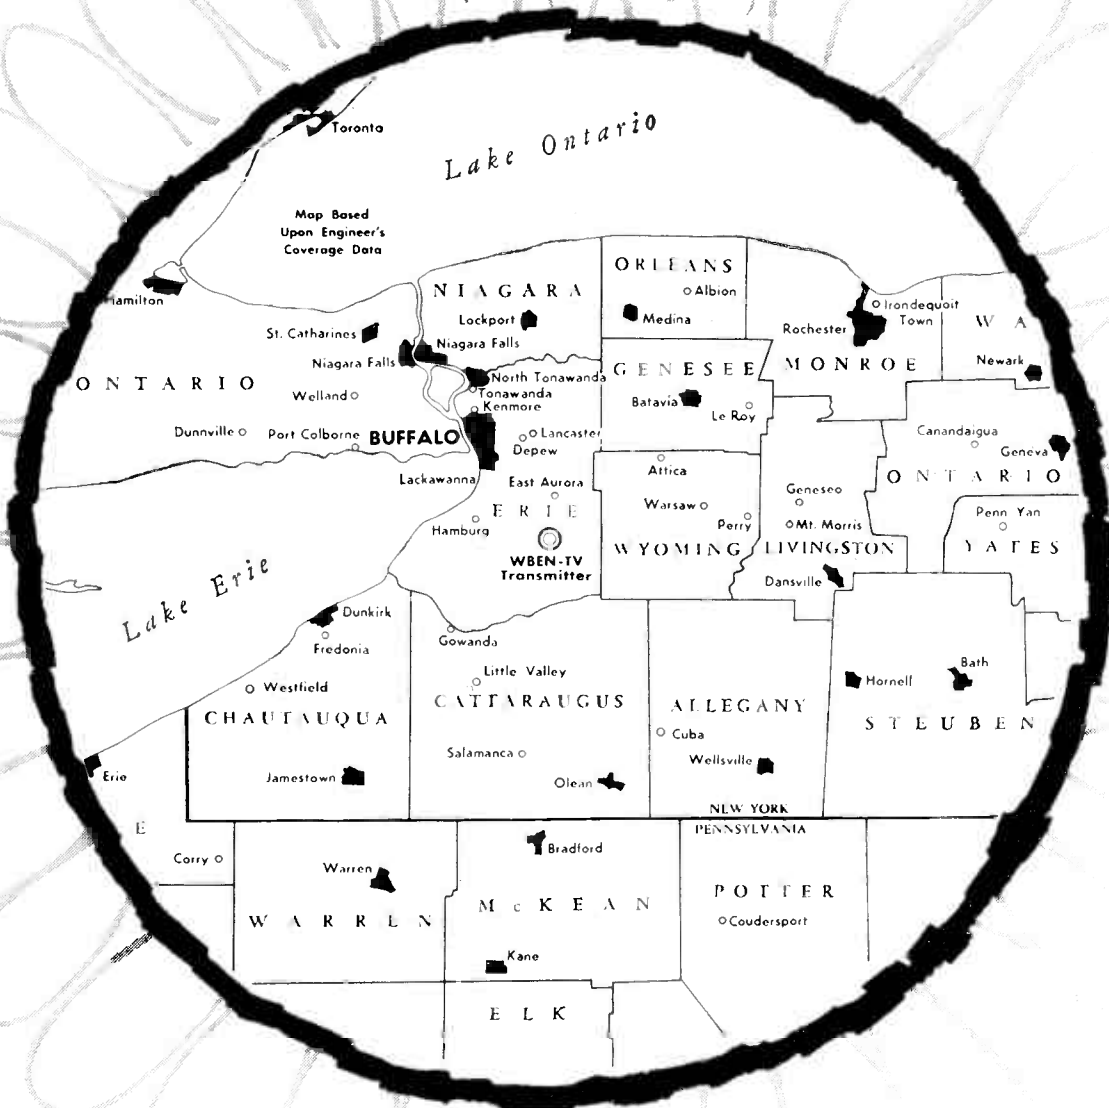 Toronta
Lake Ontario
Map Based
Upon Engineer's
Coverage Data
Hamilton
ORLEANS
Albion
Medina
NIAGARA
Lockport
St. Catharines
Niagara Falls
Niagara Falls
Irondequoit
Town
Rochester
MONROE
W A
Newark
ONTARIO
GENESEE
Batavia
Le Roy
North Tonawanda
Tonawanda
Kenmore
Welland
Dunnville
Port Colborne
BUFFALO
Lancaster
Depew
Lackawanna
East Aurora
ERIE
Hamburg
WBEN-TV
Transmitter
Attica
Warsaw
Perry
WYOMING
Geneseo
Mt. Morris
LIVINGSTON
Dansville
Canandaigua
Geneva
ONTARIO
Penn Yan
YATES
Lake Erie
Dunkirk
Fredonia
Westfield
CHAUTAUQUA
Jamestown
Gowanda
Little Valley
CATTARAUGUS
Salamanca
Olean
ALLEGANY
Cuba
Wellsville
Hornell
Bath
STEUBEN
Erie
E
NEW YORK
PENNSYLVANIA
Corry
Warren
WARREN
Bradford
McKEAN
Kane
POTTER
Coudersport
ELK